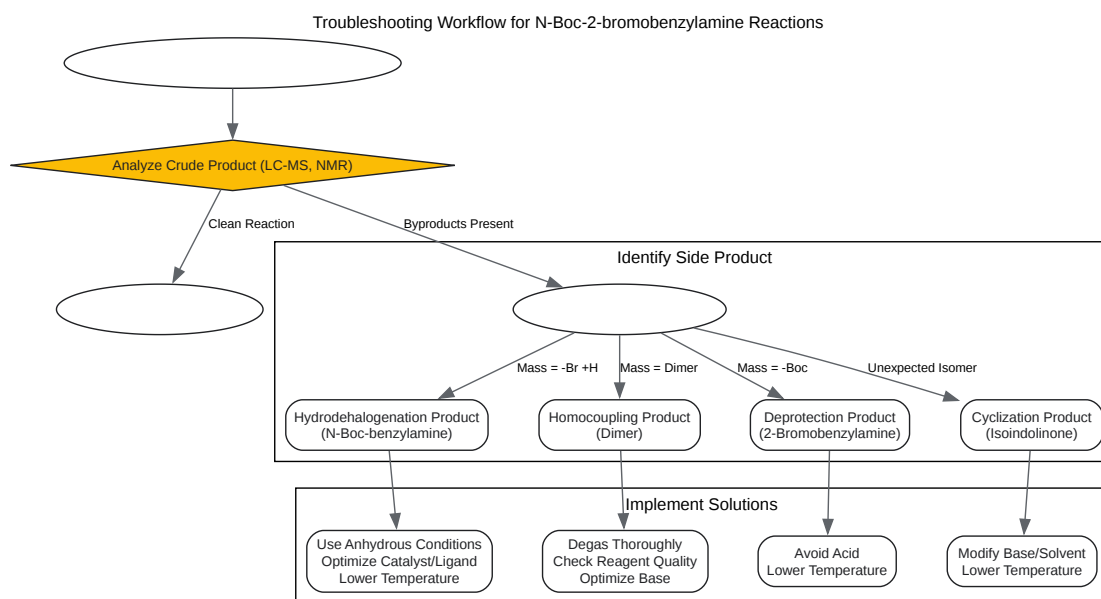 Troubleshooting Workflow for N-Boc-2-bromobenzylamine Reactions
Analyze Crude Product (LC-MS, NMR)
Clean Reaction
Byproducts Present
Identify Side Product
Mass = -Br +H
Mass = Dimer
Mass = -Boc
Unexpected Isomer
Hydrodehalogenation Product
(N-Boc-benzylamine)
Homocoupling Product
(Dimer)
Deprotection Product
(2-Bromobenzylamine)
Cyclization Product
(Isoindolinone)
Implement Solutions
Use Anhydrous Conditions
Optimize Catalyst/Ligand
Lower Temperature
Degas Thoroughly
Check Reagent Quality
Optimize Base
Avoid Acid
Lower Temperature
Modify Base/Solvent
Lower Temperature